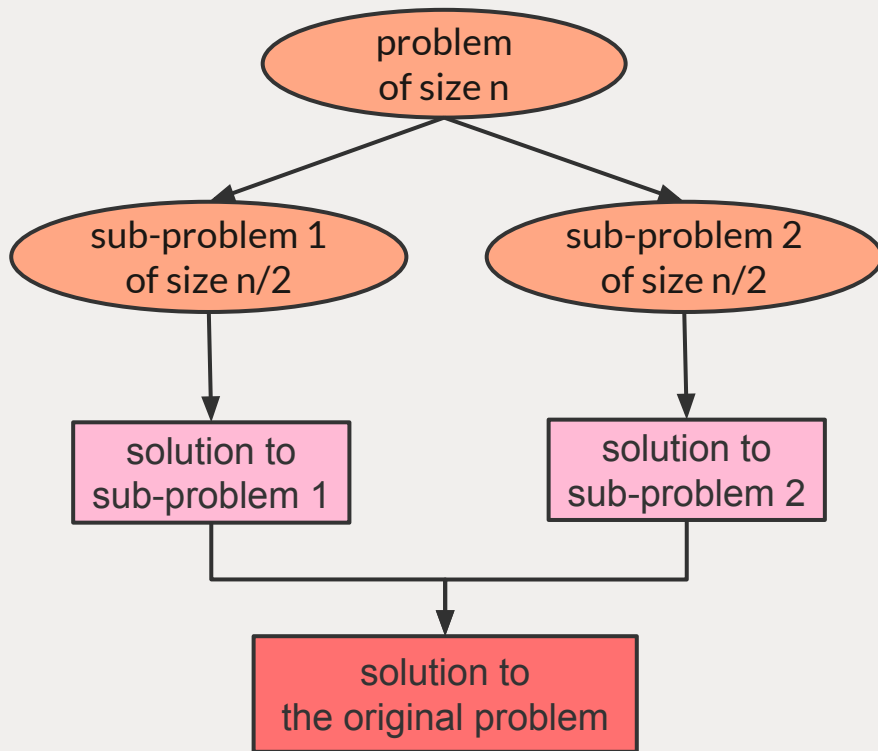 problem
of size n
sub-problem 1
of size n/2
sub-problem 2
of size n/2
solution to
sub-problem 1
solution to
sub-problem 2
solution to
the original problem